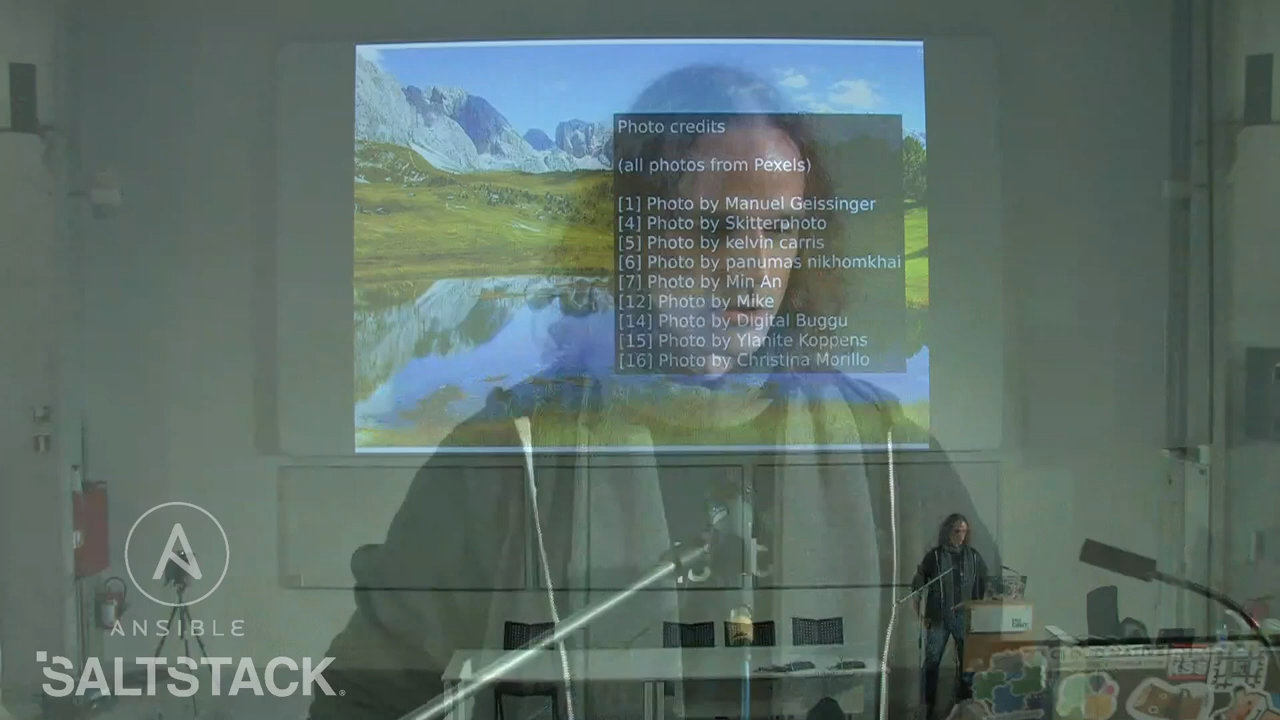 Photo credits
(all photos from Pexels)
[1] Photo by Manuel Geissinger
[4] Photo by Skitterphoto
[5] Photo by kelvin carris
[6] Photo by panumas nikhomkhai
[7] Photo by Min An
[12] Photo by Mike
[14] Photo by Digital Buggu
[15] Photo by Ylanite Koppens
[16] Photo by Christina Morillo
ANSIBLE
SALTSTACK.